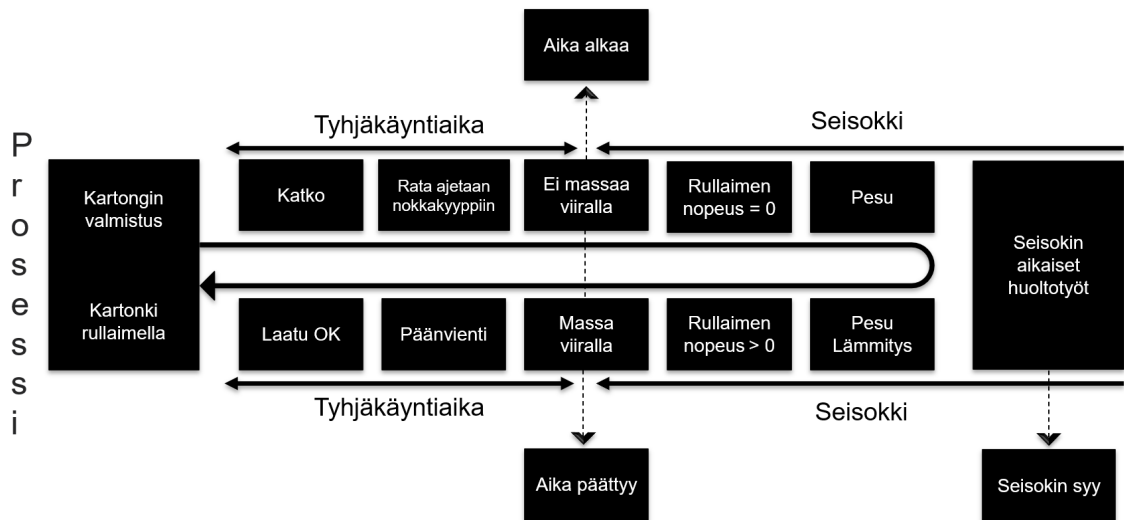 Aika alkaa
Tyhjäkäyntiaika
Seisokki
Prosessi
Kartongin
valmistus
Katko
Rata ajetaan
nokkakyyppiin
Ei massaa
viiralla
Rullaimen
nopeus = 0
Pesu
Seisokin
aikaiset
huoltotyöt
Kartonki
rullaimella
Laatu OK
Päänvienti
Massa
viiralla
Rullaimen
nopeus > 0
Pesu
Lämmitys
Tyhjäkäyntiaika
Seisokki
Aika päättyy
Seisokin syy